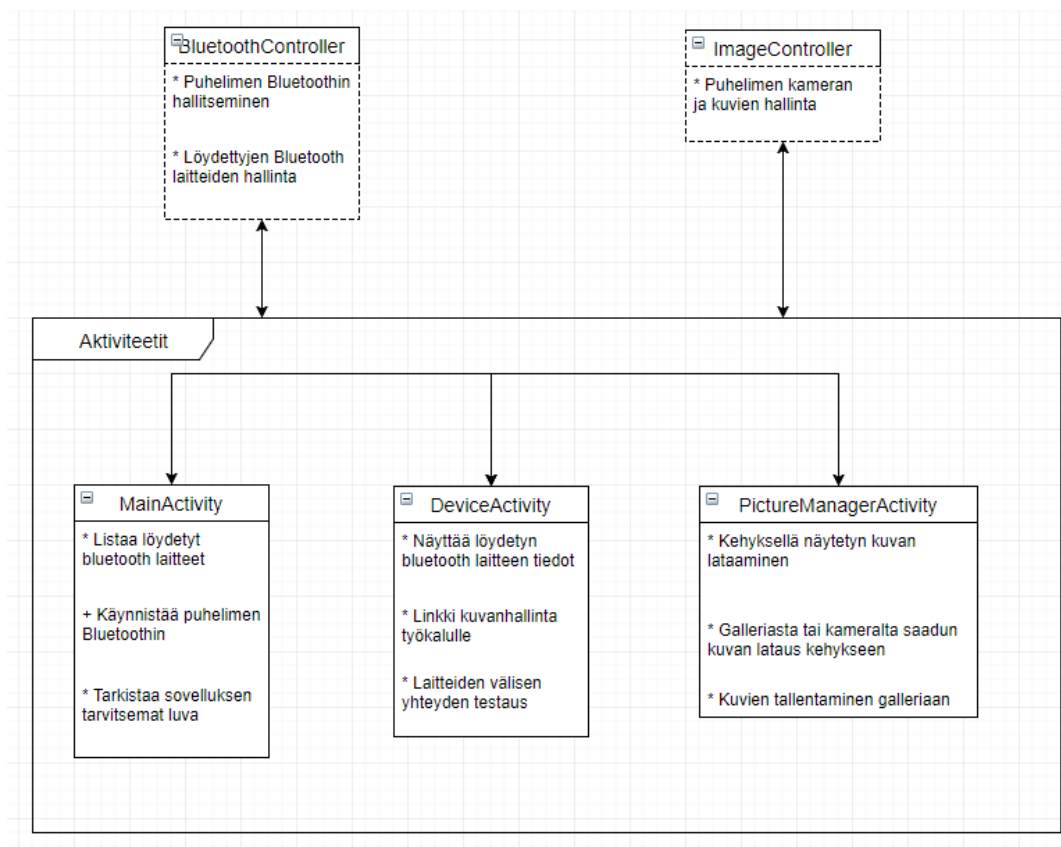 BluetoothController
* Puhelimen Bluetoothin
hallitseminen
* Löydettyjen Bluetooth
laitteiden hallinta
ImageController
* Puhelimen kameran
ja kuvien hallinta
Aktiviteetit
MainActivity
* Listaa löydetyt
bluetooth laitteet
+ Käynnistää puhelimen
Bluetoothin
* Tarkistaa sovelluksen
tarvitsemat luva
DeviceActivity
* Näyttää löydetyn
bluetooth laitteen tiedot
* Linkki kuvanhallinta
työkalulle
* Laitteiden välisen
yhteyden testaus
PictureManagerActivity
* Kehyksellä näytetyn kuvan
lataaminen
* Galleriasta tai kameralta saadun
kuvan lataus kehykseen
* Kuvien tallentaminen galleriaan